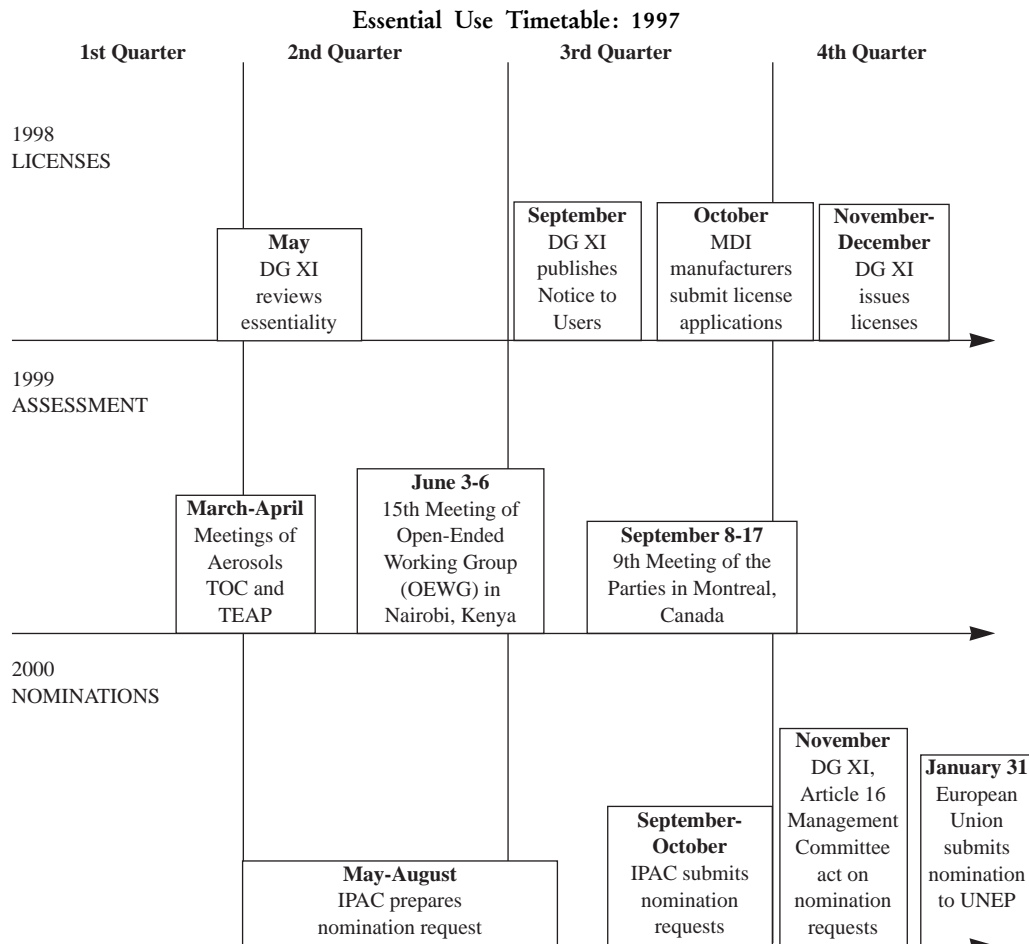 Essential Use Timetable: 1997
1st Quarter
2nd Quarter
3rd Quarter
4th Quarter
1998
LICENSES
May
DG XI
reviews
essentiality
September
DG XI
publishes
Notice to
Users
October
MDI
manufacturers
submit license
applications
November-
December
DG XI
issues
licenses
1999
ASSESSMENT
March-April
Meetings of
Aerosols
TOC and
TEAP
June 3-6
15th Meeting of
Open-Ended
Working Group
(OEWG) in
Nairobi, Kenya
September 8-17
9th Meeting of the
Parties in Montreal,
Canada
2000
NOMINATIONS
May-August
IPAC prepares
nomination request
September-
October
IPAC submits
nomination
requests
November
DG XI,
Article 16
Management
Committee
act on
nomination
requests
January 31
European
Union
submits
nomination
to UNEP